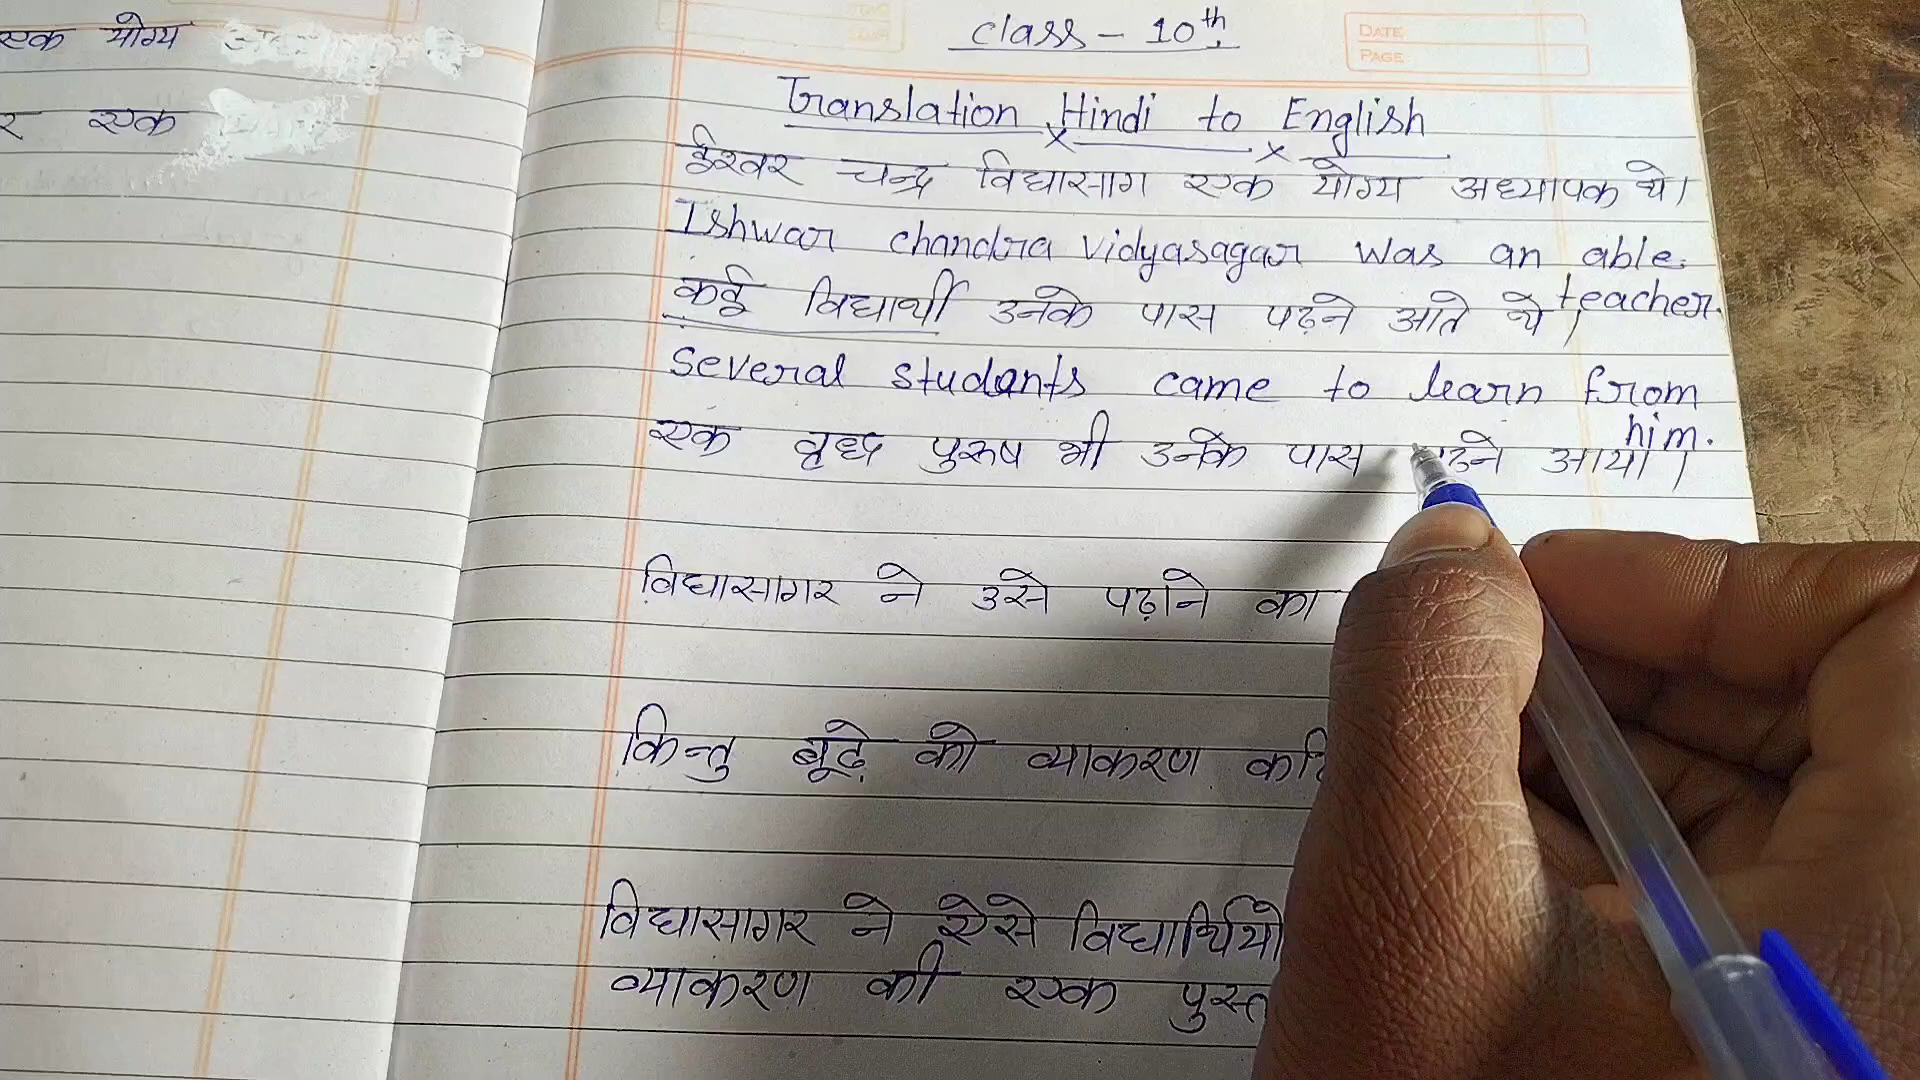 एक योग्य
र एक
class - 10th
DATE
PAGE
Translation Hindi to English
ईश्वर चन्द्र विद्यासाग एक योग्य अध्यापक थे।
Ishwar chandra vidyasagar was an able
teacher.
कई विद्यार्थी उनके पास पढ़ने आते थे।
Several students came to learn from
him.
एक वृद्ध पुरुष भी उनके पास पढ़ने आया।
विद्यासागर ने उसे पढ़ाने का
किन्तु बूढ़े को व्याकरण
विद्यासागर ने ऐसे विद्यार्थियो
व्याकरण की एक